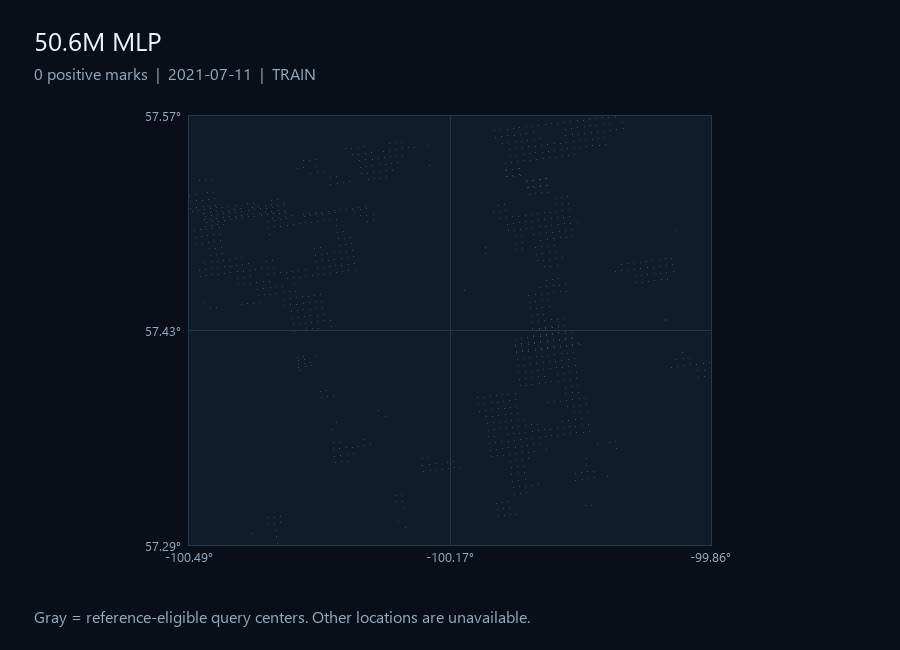 50.6M MLP
0 positive marks | 2021-07-11 | TRAIN
57.57°
57.43°
57.29°
-100.49° -100.17° -99.86°
Gray = reference-eligible query centers. Other locations are unavailable.